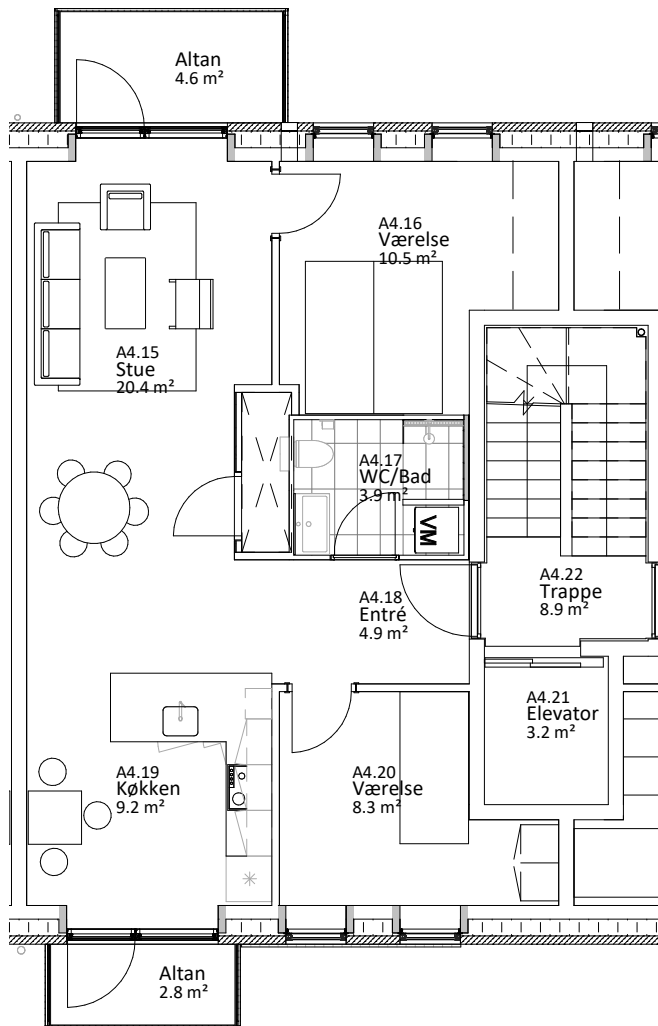 Altan
4.6 m²
A4.16
Værelse
10.5 m²
A4.15
Stue
20.4 m²
A4.17
WC/Bad
3.9 m²
VM
A4.18
Entré
4.9 m²
A4.22
Trappe
8.9 m²
A4.21
Elevator
3.2 m²
A4.19
Køkken
9.2 m²
A4.20
Værelse
8.3 m²
Altan
2.8 m²